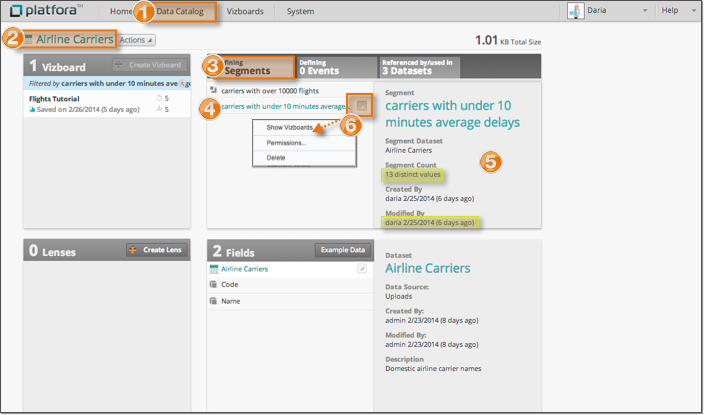 platfora
Home
1
Data Catalog
Vizboards
System
Daria
Help
2
Airline Carriers
Actions
1.01 KB Total Size
1 Vizboard
Create Vizboard
Filtered by carriers with under 10 minutes average
Flights Tutorial
5
Saved on 2/26/2014 (5 days ago)
5
3
Defining
Segments
Defining
0 Events
Referenced by/used in
3 Datasets
carriers with over 10000 flights
4
carriers with under 10 minutes average...
Show Vizboards
6
Permissions...
Delete
Segment
carriers with under 10
minutes average delays
Segment Dataset
Airline Carriers
5
Segment Count
13 distinct values
Created By
daria 2/25/2014 (6 days ago)
Modified By
daria 2/25/2014 (6 days ago)
0 Lenses
Create Lens
2 Fields
Example Data
Airline Carriers
Code
Name
Dataset
Airline Carriers
Data Source:
Uploads
Created By:
admin 2/23/2014 (8 days ago)
Modified By:
admin 2/23/2014 (8 days ago)
Description
Domestic airline carrier names